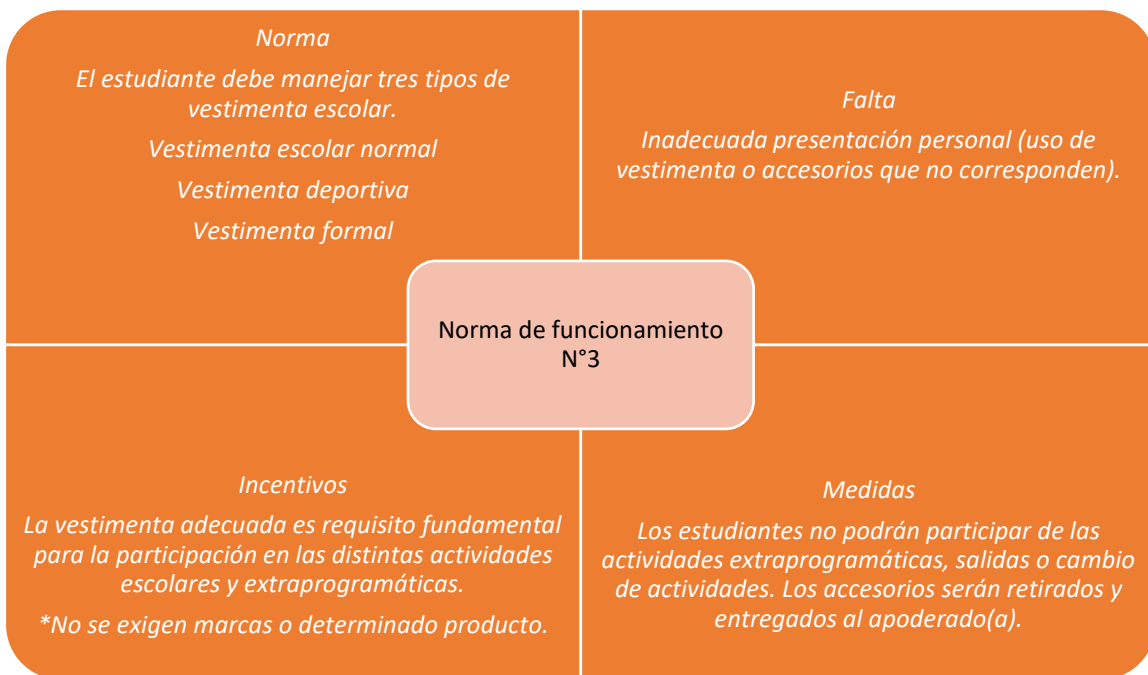 Norma
El estudiante debe manejar tres tipos de
vestimenta escolar.
Vestimenta escolar normal
Vestimenta deportiva
Vestimenta formal
Falta
Inadecuada presentación personal (uso de
vestimenta o accesorios que no corresponden).
Norma de funcionamiento
N°3
Incentivos
La vestimenta adecuada es requisito fundamental
para la participación en las distintas actividades
escolares y extraprogramáticas.
*No se exigen marcas o determinado producto.
Medidas
Los estudiantes no podrán participar de las
actividades extraprogramáticas, salidas o cambio
de actividades. Los accesorios serán retirados y
entregados al apoderado(a).